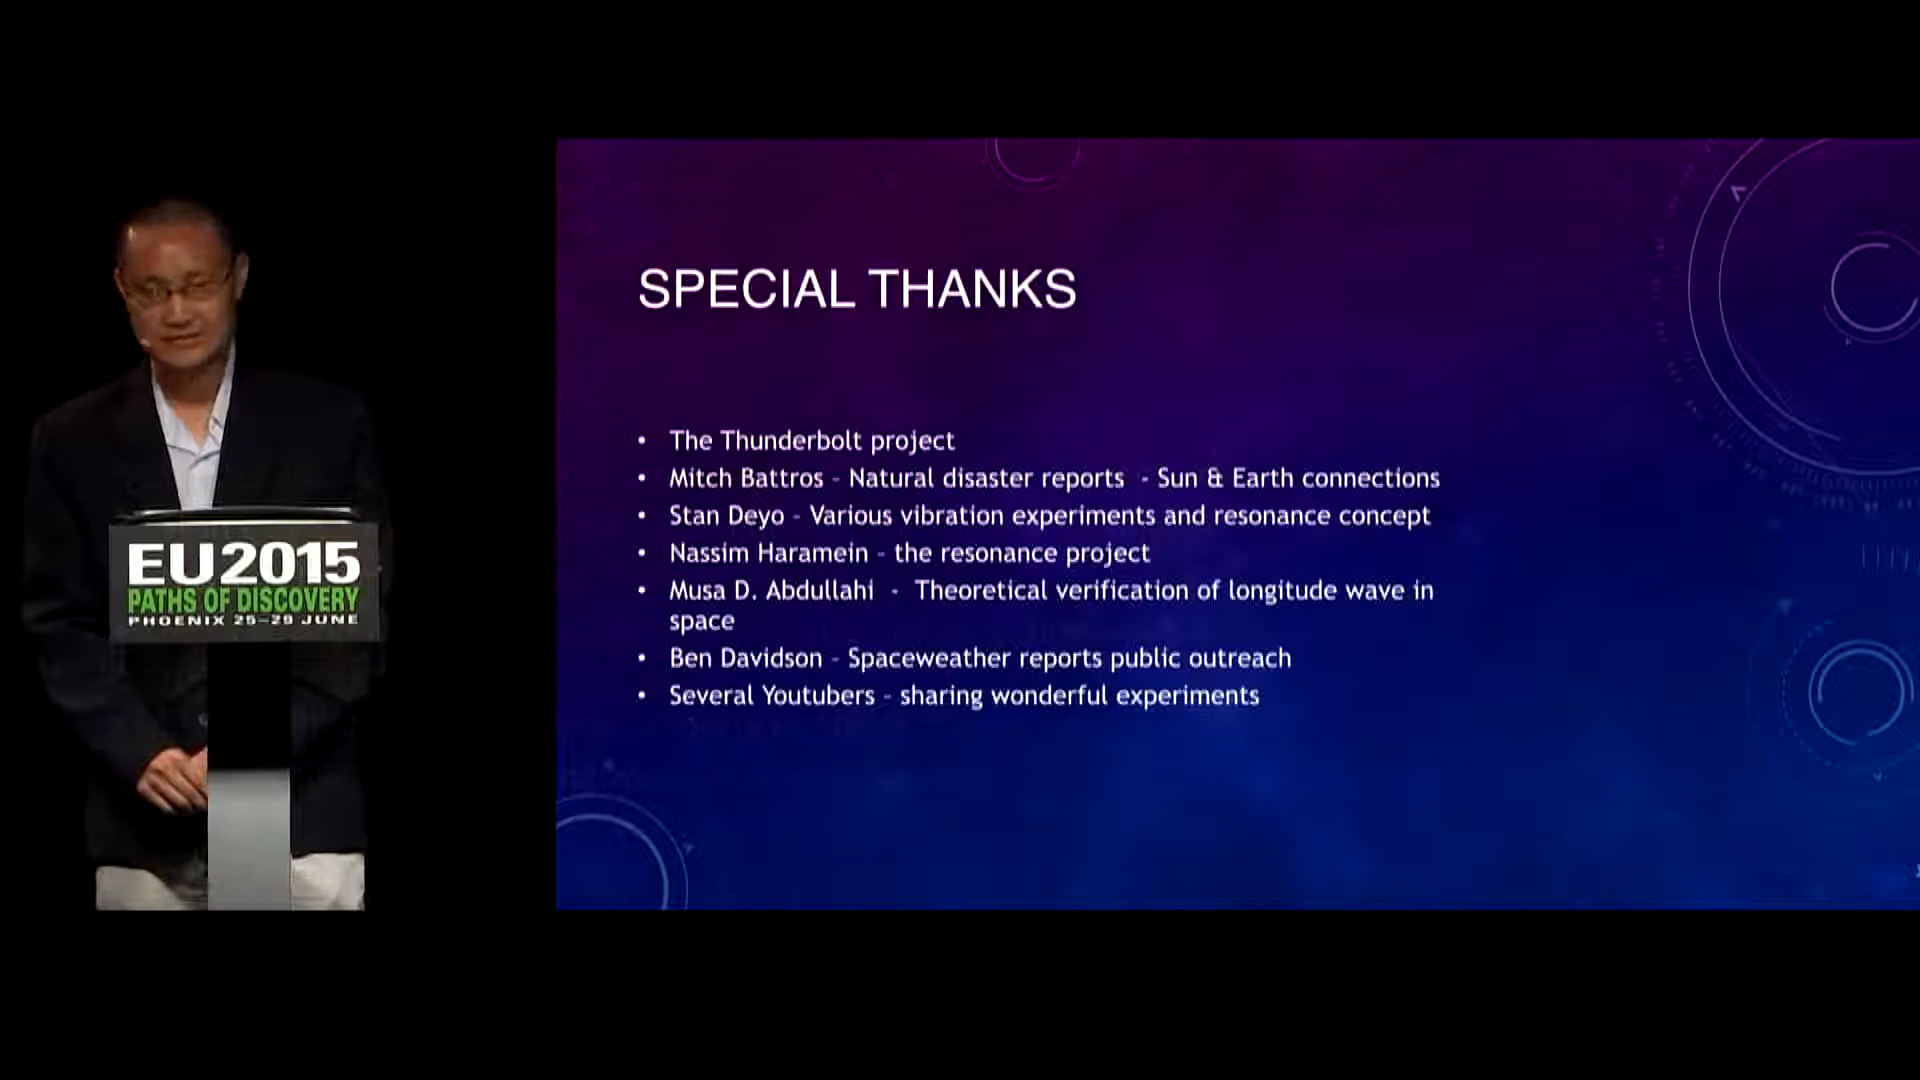 SPECIAL THANKS
• The Thunderbolt project
• Mitch Battros - Natural disaster reports - Sun & Earth connections
• Stan Deyo - Various vibration experiments and resonance concept
• Nassim Haramein - the resonance project
• Musa D. Abdullahi - Theoretical verification of longitude wave in
space
• Ben Davidson - Spaceweather reports public outreach
• Several Youtubers - sharing wonderful experiments
EU2015
PATHS OF DISCOVERY
PHOENIX 25-29 JUNE